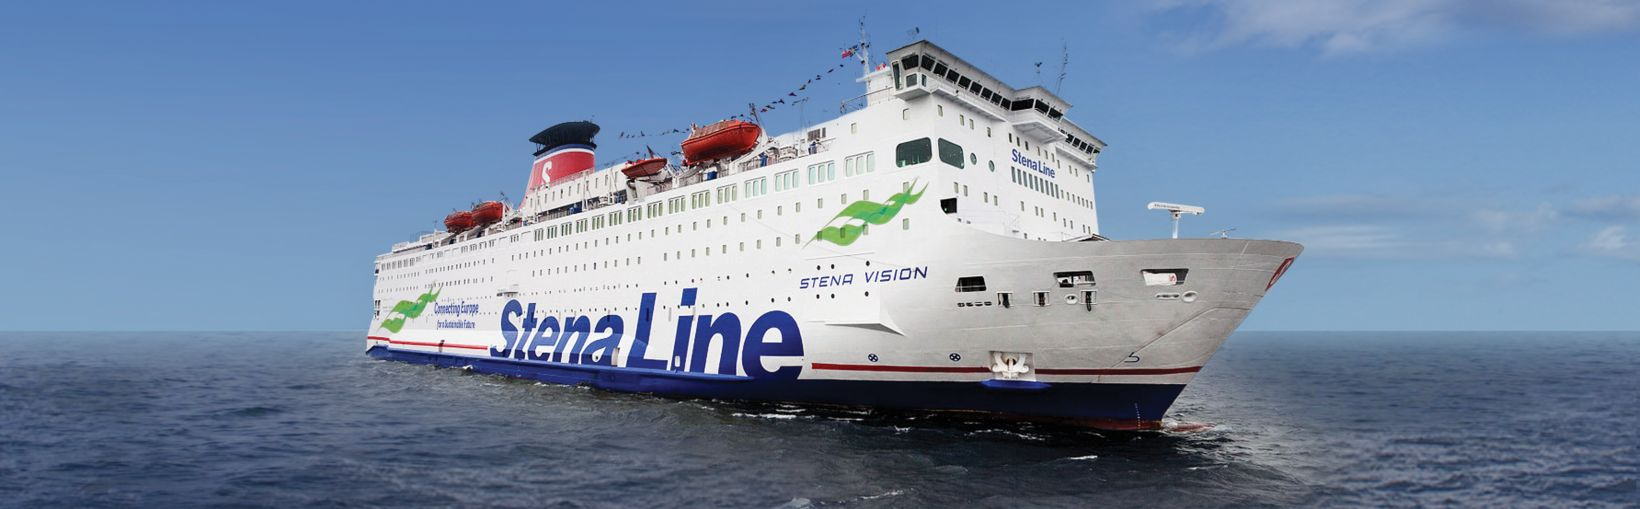 Stena Line
STENA VISION
Connecting Europe
for a Sustainable Future
Stena Line
S